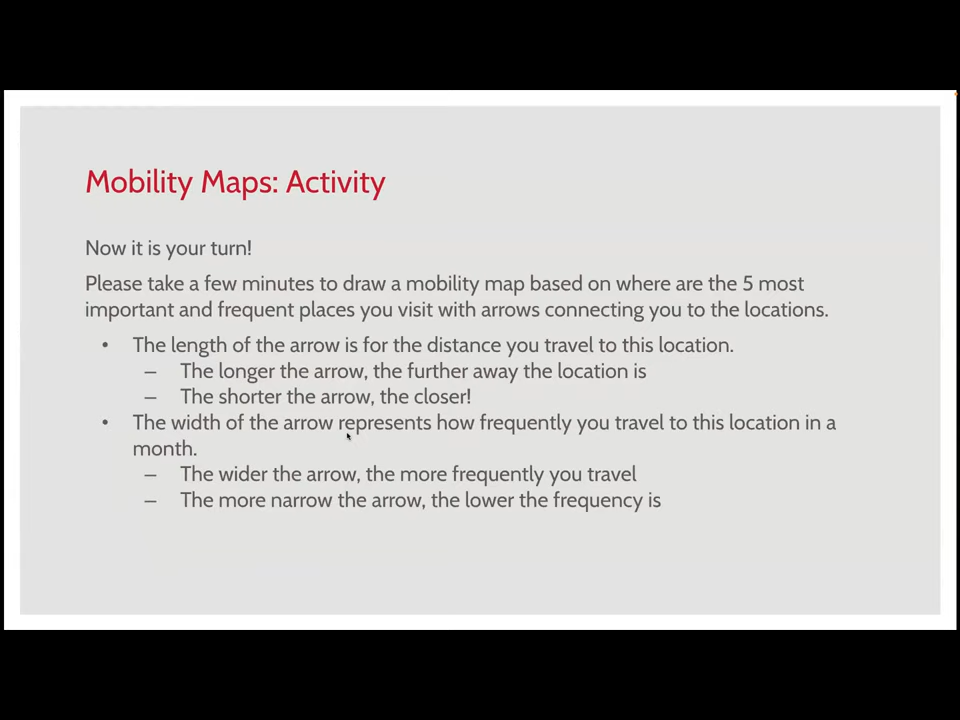 Mobility Maps: Activity
Now it is your turn!
Please take a few minutes to draw a mobility map based on where are the 5 most
important and frequent places you visit with arrows connecting you to the locations.
• The length of the arrow is for the distance you travel to this location.
– The longer the arrow, the further away the location is
– The shorter the arrow, the closer!
• The width of the arrow represents how frequently you travel to this location in a
month.
– The wider the arrow, the more frequently you travel
– The more narrow the arrow, the lower the frequency is